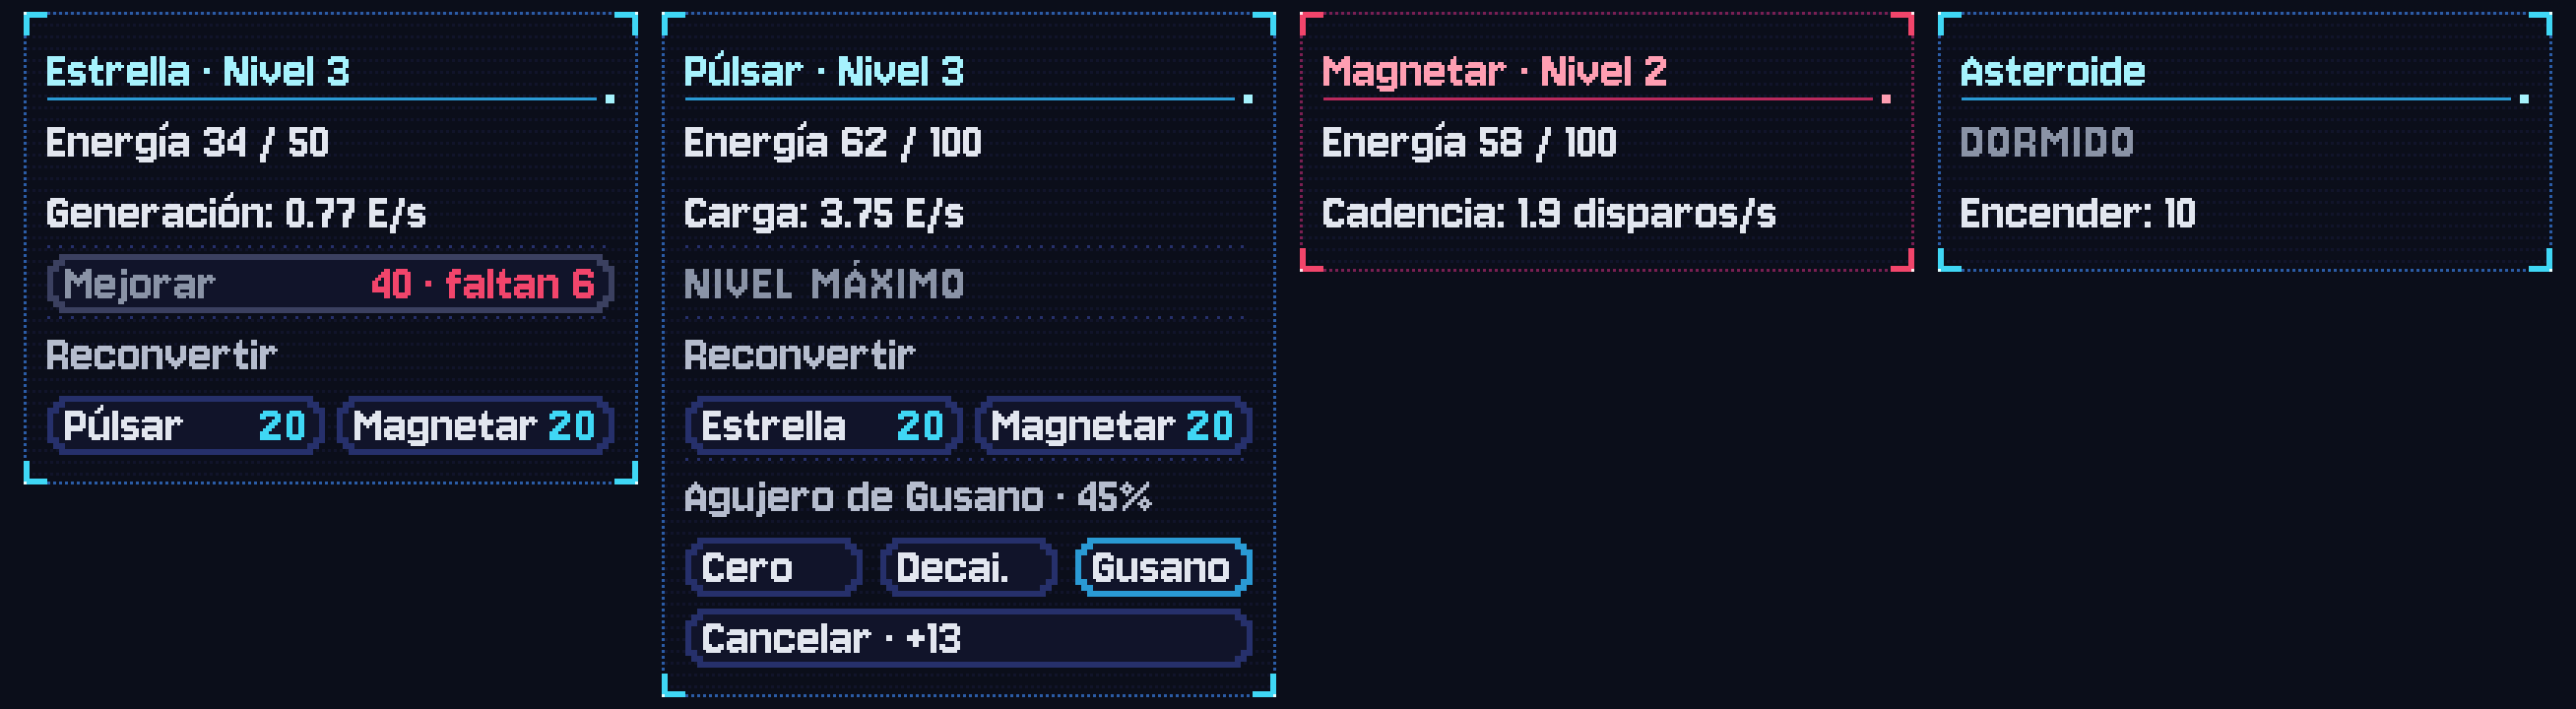 Estrella · Nivel 3
Energía 34 / 50
Generación: 0.77 E/s
Mejorar 40 · faltan 6
Reconvertir
Púlsar 20 Magnetar 20
Púlsar · Nivel 3
Energía 62 / 100
Carga: 3.75 E/s
NIVEL MÁXIMO
Reconvertir
Estrella 20 Magnetar 20
Agujero de Gusano · 45%
Cero Decai. Gusano
Cancelar · +13
Magnetar · Nivel 2
Energía 58 / 100
Cadencia: 1.9 disparos/s
Asteroide
DORMIDO
Encender: 10